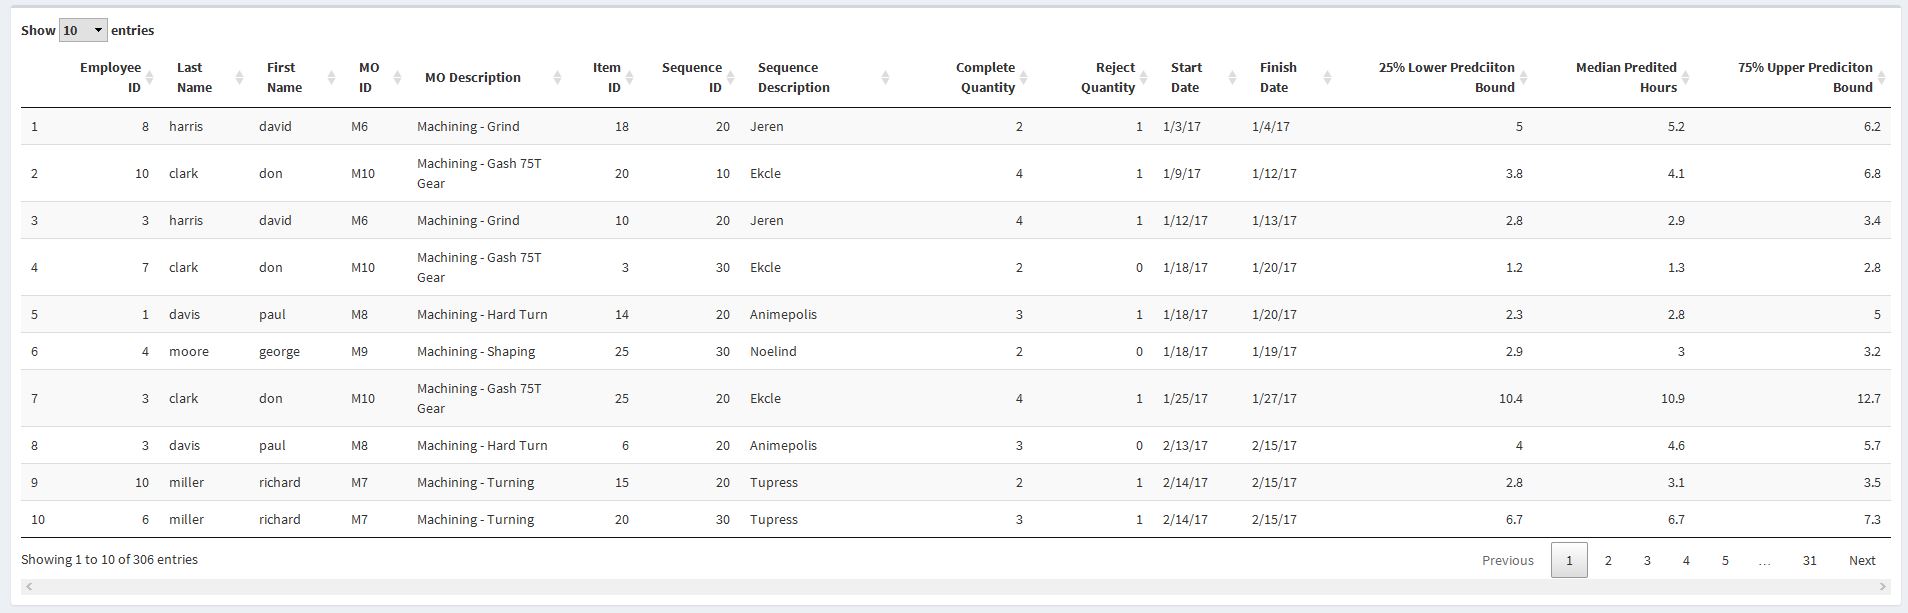 Show 10 entries
Employee ID Last Name First Name MO ID MO Description Item ID Sequence ID Sequence Description Complete Quantity Reject Quantity Start Date Finish Date 25% Lower Predciiton Bound Median Predited Hours 75% Upper Prediciton Bound
1 8 harris david M6 Machining - Grind 18 20 Jeren 2 1 1/3/17 1/4/17 5 5.2 6.2
2 10 clark don M10 Machining - Gash 75T Gear 20 10 Ekcle 4 1 1/9/17 1/12/17 3.8 4.1 6.8
3 3 harris david M6 Machining - Grind 10 20 Jeren 4 1 1/12/17 1/13/17 2.8 2.9 3.4
4 7 clark don M10 Machining - Gash 75T Gear 3 30 Ekcle 2 0 1/18/17 1/20/17 1.2 1.3 2.8
5 1 davis paul M8 Machining - Hard Turn 14 20 Animepolis 3 1 1/18/17 1/20/17 2.3 2.8 5
6 4 moore george M9 Machining - Shaping 25 30 Noelind 2 0 1/18/17 1/19/17 2.9 3 3.2
7 3 clark don M10 Machining - Gash 75T Gear 25 20 Ekcle 4 1 1/25/17 1/27/17 10.4 10.9 12.7
8 3 davis paul M8 Machining - Hard Turn 6 20 Animepolis 3 0 2/13/17 2/15/17 4 4.6 5.7
9 10 miller richard M7 Machining - Turning 15 20 Tupress 2 1 2/14/17 2/15/17 2.8 3.1 3.5
10 6 miller richard M7 Machining - Turning 20 30 Tupress 3 1 2/14/17 2/15/17 6.7 6.7 7.3
Showing 1 to 10 of 306 entries Previous 1 2 3 4 5 … 31 Next